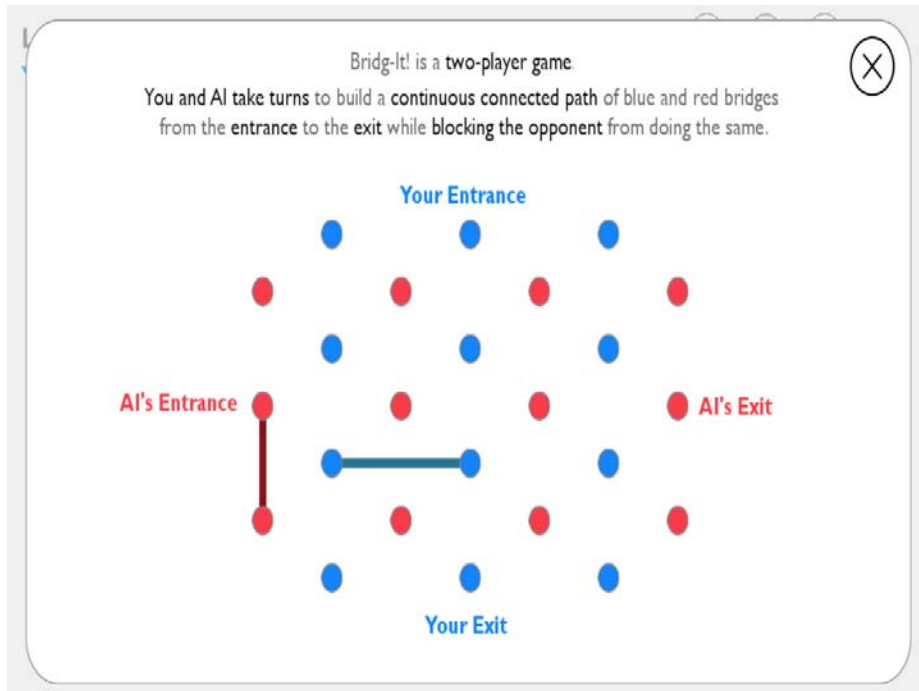 L
Bridg-It! is a two-player game.
X
You and AI take turns to build a continuous connected path of blue and red bridges
from the entrance to the exit while blocking the opponent from doing the same.
Your Entrance
AI's Entrance
AI's Exit
Your Exit